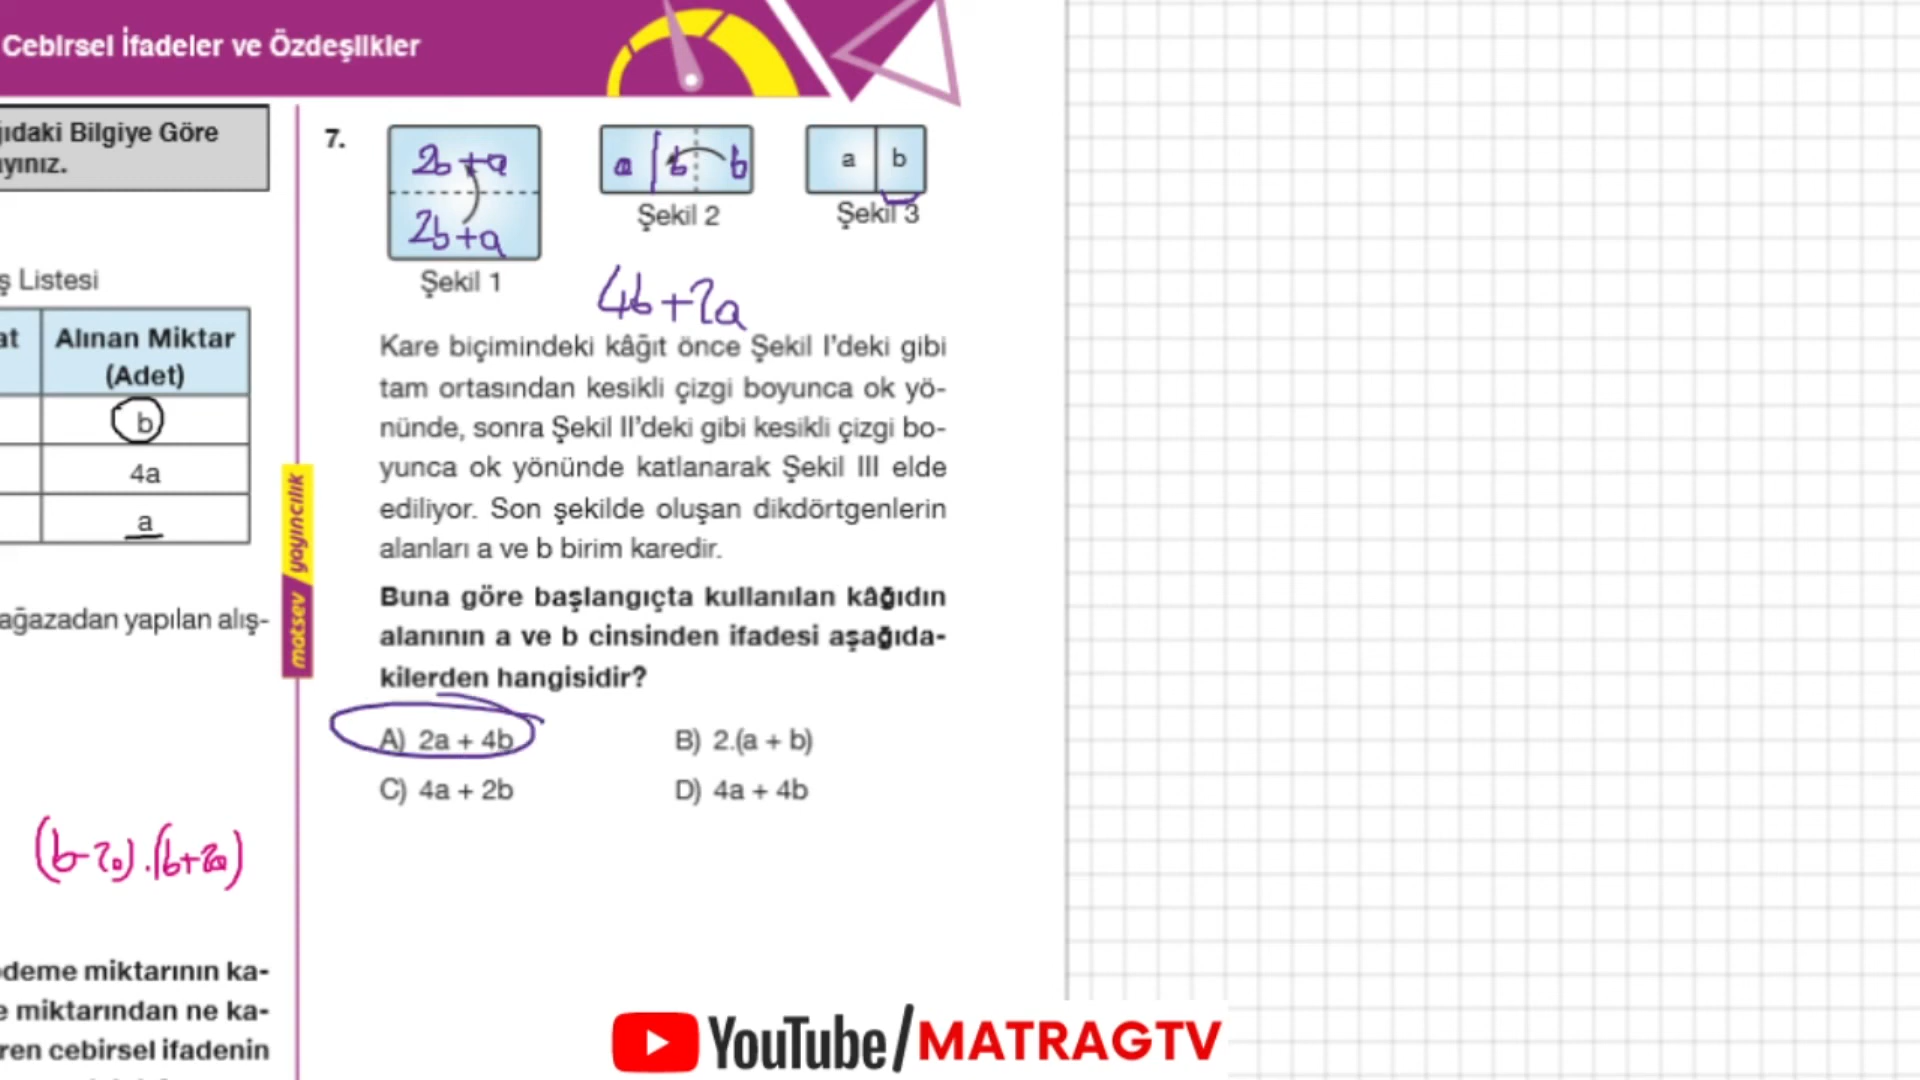 Cebirsel İfadeler ve Özdeşlikler
ğıdaki Bilgiye Göre
ayınız.
ş Listesi
at Alınan Miktar
(Adet)
b
4a
a
ağazadan yapılan alış-
(b-2a).(b+2a)
ödeme miktarının ka-
e miktarından ne ka-
ren cebirsel ifadenin
matsev yayıncılık
7.
2b+a
2b+a
Şekil 1
a b b
Şekil 2
a b
Şekil 3
4b+2a
Kare biçimindeki kâğıt önce Şekil I'deki gibi
tam ortasından kesikli çizgi boyunca ok yö-
nünde, sonra Şekil II'deki gibi kesikli çizgi bo-
yunca ok yönünde katlanarak Şekil III elde
ediliyor. Son şekilde oluşan dikdörtgenlerin
alanları a ve b birim karedir.
Buna göre başlangıçta kullanılan kâğıdın
alanının a ve b cinsinden ifadesi aşağıda-
kilerden hangisidir?
A) 2a + 4b B) 2.(a + b)
C) 4a + 2b D) 4a + 4b
YouTube/MATRAGTV